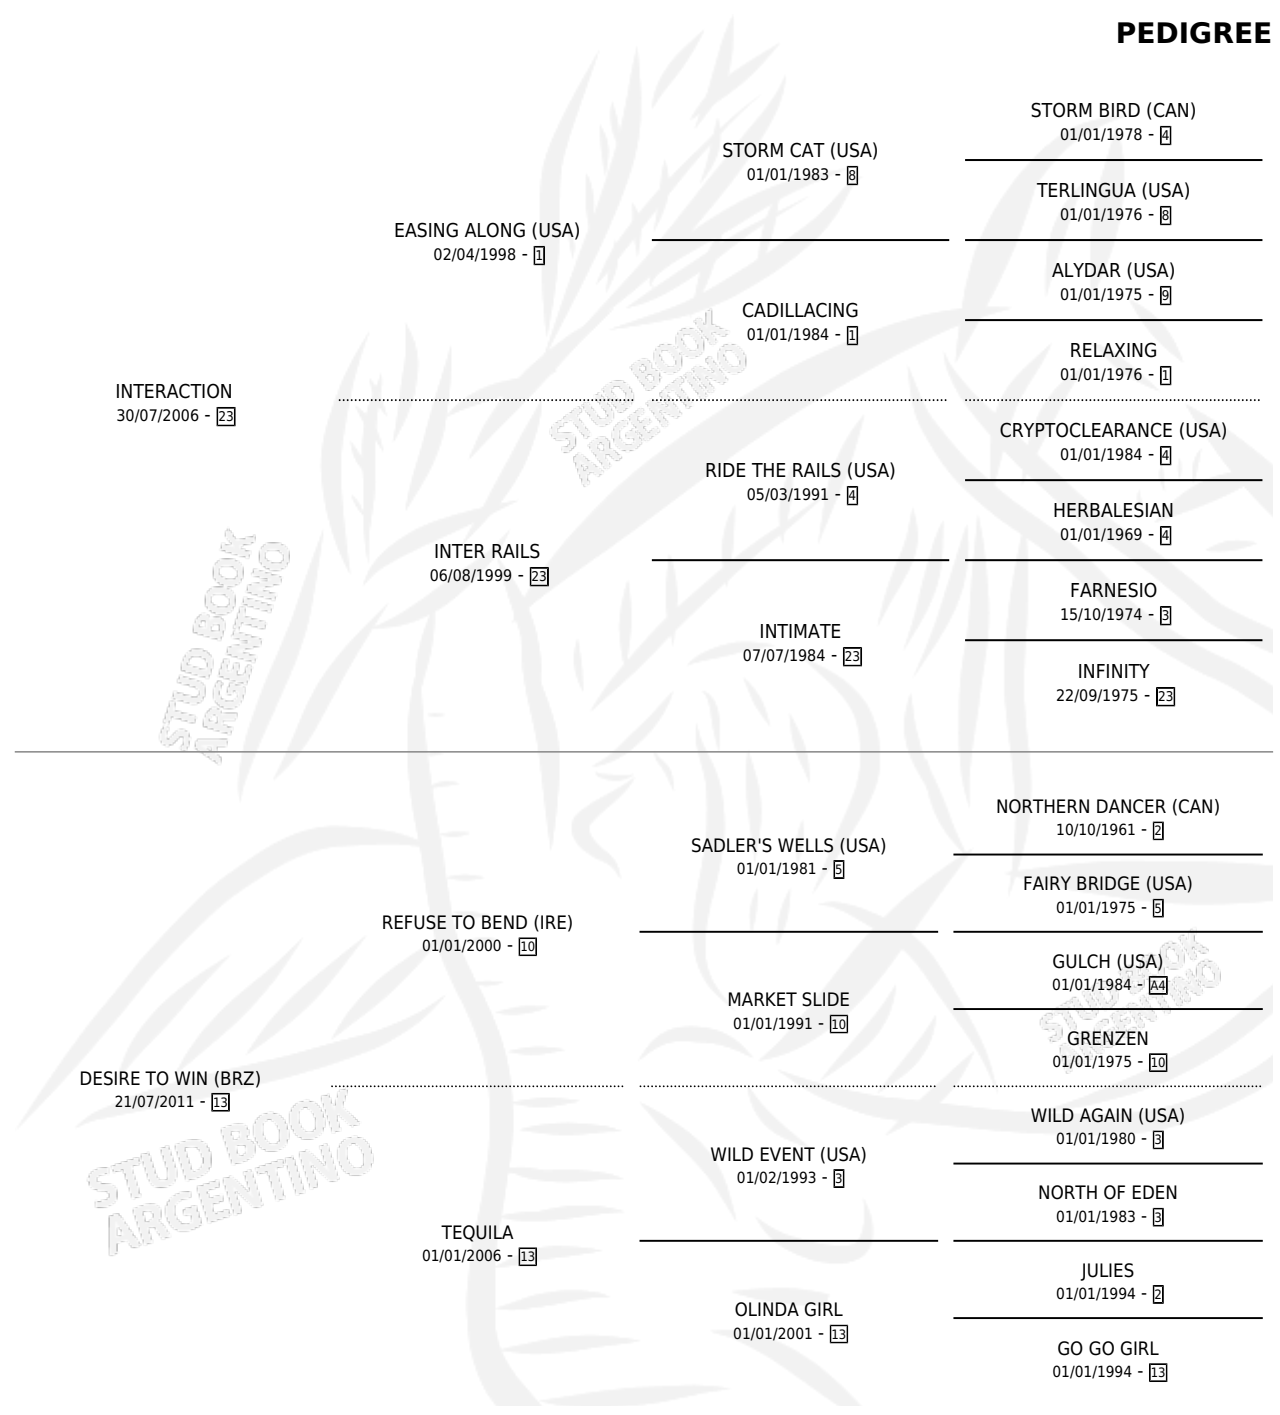 PEDIGREE
STORM BIRD (CAN)
01/01/1978 - 4
STORM CAT (USA)
01/01/1983 - 8
TERLINGUA (USA)
01/01/1976 - 8
EASING ALONG (USA)
02/04/1998 - 1
ALYDAR (USA)
01/01/1975 - 9
CADILLACING
01/01/1984 - 1
RELAXING
01/01/1976 - 1
INTERACTION
30/07/2006 - 23
CRYPTOCLEARANCE (USA)
01/01/1984 - 4
RIDE THE RAILS (USA)
05/03/1991 - 4
HERBALESIAN
01/01/1969 - 4
INTER RAILS
06/08/1999 - 23
FARNESIO
15/10/1974 - 3
INTIMATE
07/07/1984 - 23
INFINITY
22/09/1975 - 23
NORTHERN DANCER (CAN)
10/10/1961 - 2
SADLER'S WELLS (USA)
01/01/1981 - 5
FAIRY BRIDGE (USA)
01/01/1975 - 5
REFUSE TO BEND (IRE)
01/01/2000 - 10
GULCH (USA)
01/01/1984 - A4
MARKET SLIDE
01/01/1991 - 10
GRENZEN
01/01/1975 - 10
DESIRE TO WIN (BRZ)
21/07/2011 - 13
WILD AGAIN (USA)
01/01/1980 - 3
WILD EVENT (USA)
01/02/1993 - 3
NORTH OF EDEN
01/01/1983 - 3
TEQUILA
01/01/2006 - 13
JULIES
01/01/1994 - 2
OLINDA GIRL
01/01/2001 - 13
GO GO GIRL
01/01/1994 - 13
STUD BOOK
ARGENTINO
STUD BOOK
ARGENTINO
STUD BOOK
ARGENTINO
STUD BOOK
ARGENTINO